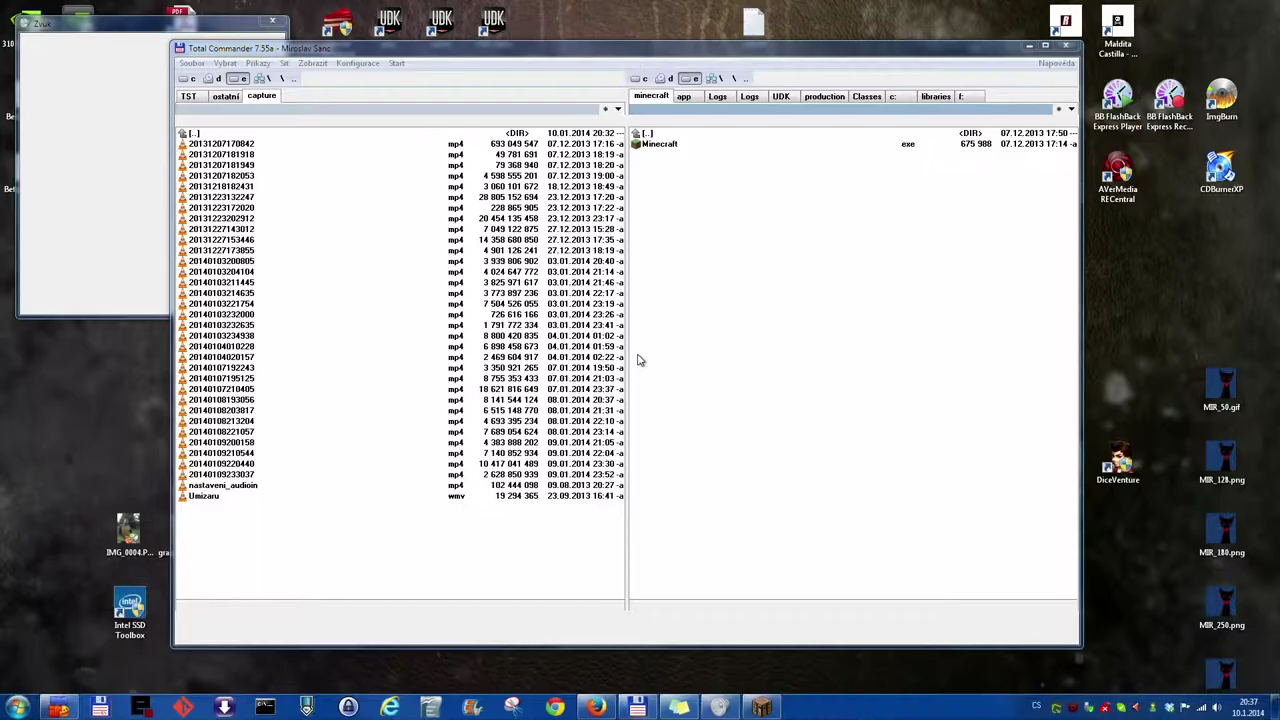 310
PDF
Zvuk
UDK
UDK
UDK
Total Commander 7.55a - Miroslav Sanc
Soubor Vybrat Příkazy Síť Zobrazit Konfigurace Start Nápověda
c d e \ ..
c d e \ ..
TST ostatní capture
minecraft app Logs Logs UDK production Classes c: libraries f:
[..] <DIR> 10.01.2014 20:32 ---
20131207170842 mp4 693 049 547 07.12.2013 17:16 -a
20131207181918 mp4 49 781 691 07.12.2013 18:19 -a
20131207181949 mp4 79 368 940 07.12.2013 18:20 -a
20131207182053 mp4 4 598 555 201 07.12.2013 19:00 -a
20131218182431 mp4 3 060 101 672 18.12.2013 18:49 -a
20131223132247 mp4 28 805 152 694 23.12.2013 17:20 -a
20131223172020 mp4 228 865 905 23.12.2013 17:22 -a
20131223202912 mp4 20 454 135 458 23.12.2013 23:17 -a
20131227143012 mp4 7 049 122 875 27.12.2013 15:28 -a
20131227153446 mp4 14 358 680 850 27.12.2013 17:35 -a
20131227173855 mp4 4 901 126 241 27.12.2013 18:19 -a
20140103200805 mp4 3 939 806 902 03.01.2014 20:40 -a
20140103204104 mp4 4 024 647 772 03.01.2014 21:14 -a
20140103211445 mp4 3 825 971 617 03.01.2014 21:46 -a
20140103214635 mp4 3 773 897 236 03.01.2014 22:17 -a
20140103221754 mp4 7 504 526 055 03.01.2014 23:19 -a
20140103232000 mp4 726 616 166 03.01.2014 23:26 -a
20140103232635 mp4 1 791 772 334 03.01.2014 23:41 -a
20140103234938 mp4 8 800 420 835 04.01.2014 01:02 -a
20140104010228 mp4 6 898 458 673 04.01.2014 01:59 -a
20140104020157 mp4 2 469 604 917 04.01.2014 02:22 -a
20140107192243 mp4 3 350 921 265 07.01.2014 19:50 -a
20140107195125 mp4 8 755 353 433 07.01.2014 21:03 -a
20140107210405 mp4 18 621 816 649 07.01.2014 23:37 -a
20140108193056 mp4 8 141 544 124 08.01.2014 20:37 -a
20140108203817 mp4 6 515 148 770 08.01.2014 21:31 -a
20140108213204 mp4 4 693 395 234 08.01.2014 22:10 -a
20140108221057 mp4 7 689 054 624 08.01.2014 23:14 -a
20140109200158 mp4 4 383 888 202 09.01.2014 21:05 -a
20140109210544 mp4 7 140 852 934 09.01.2014 22:04 -a
20140109220440 mp4 10 417 041 489 09.01.2014 23:30 -a
20140109233037 mp4 2 628 850 939 09.01.2014 23:52 -a
nastaveni_audioin mp4 102 444 098 09.08.2013 20:27 -a
Umizaru wmv 19 294 365 23.09.2013 16:41 -a
[..] <DIR> 07.12.2013 17:50 ---
Minecraft exe 675 988 07.12.2013 17:14 -a
Maldita
Castilla - ...
BB FlashBack
Express Player
BB FlashBack
Express Rec...
ImgBurn
AVerMedia
RECentral
CDBurnerXP
MIR_50.gif
MIR_128.png
DiceVenture
MIR_180.png
MIR_250.png
IMG_0004.P...
gra
intel
Intel SSD
Toolbox
CS
20:37
10.1.2014